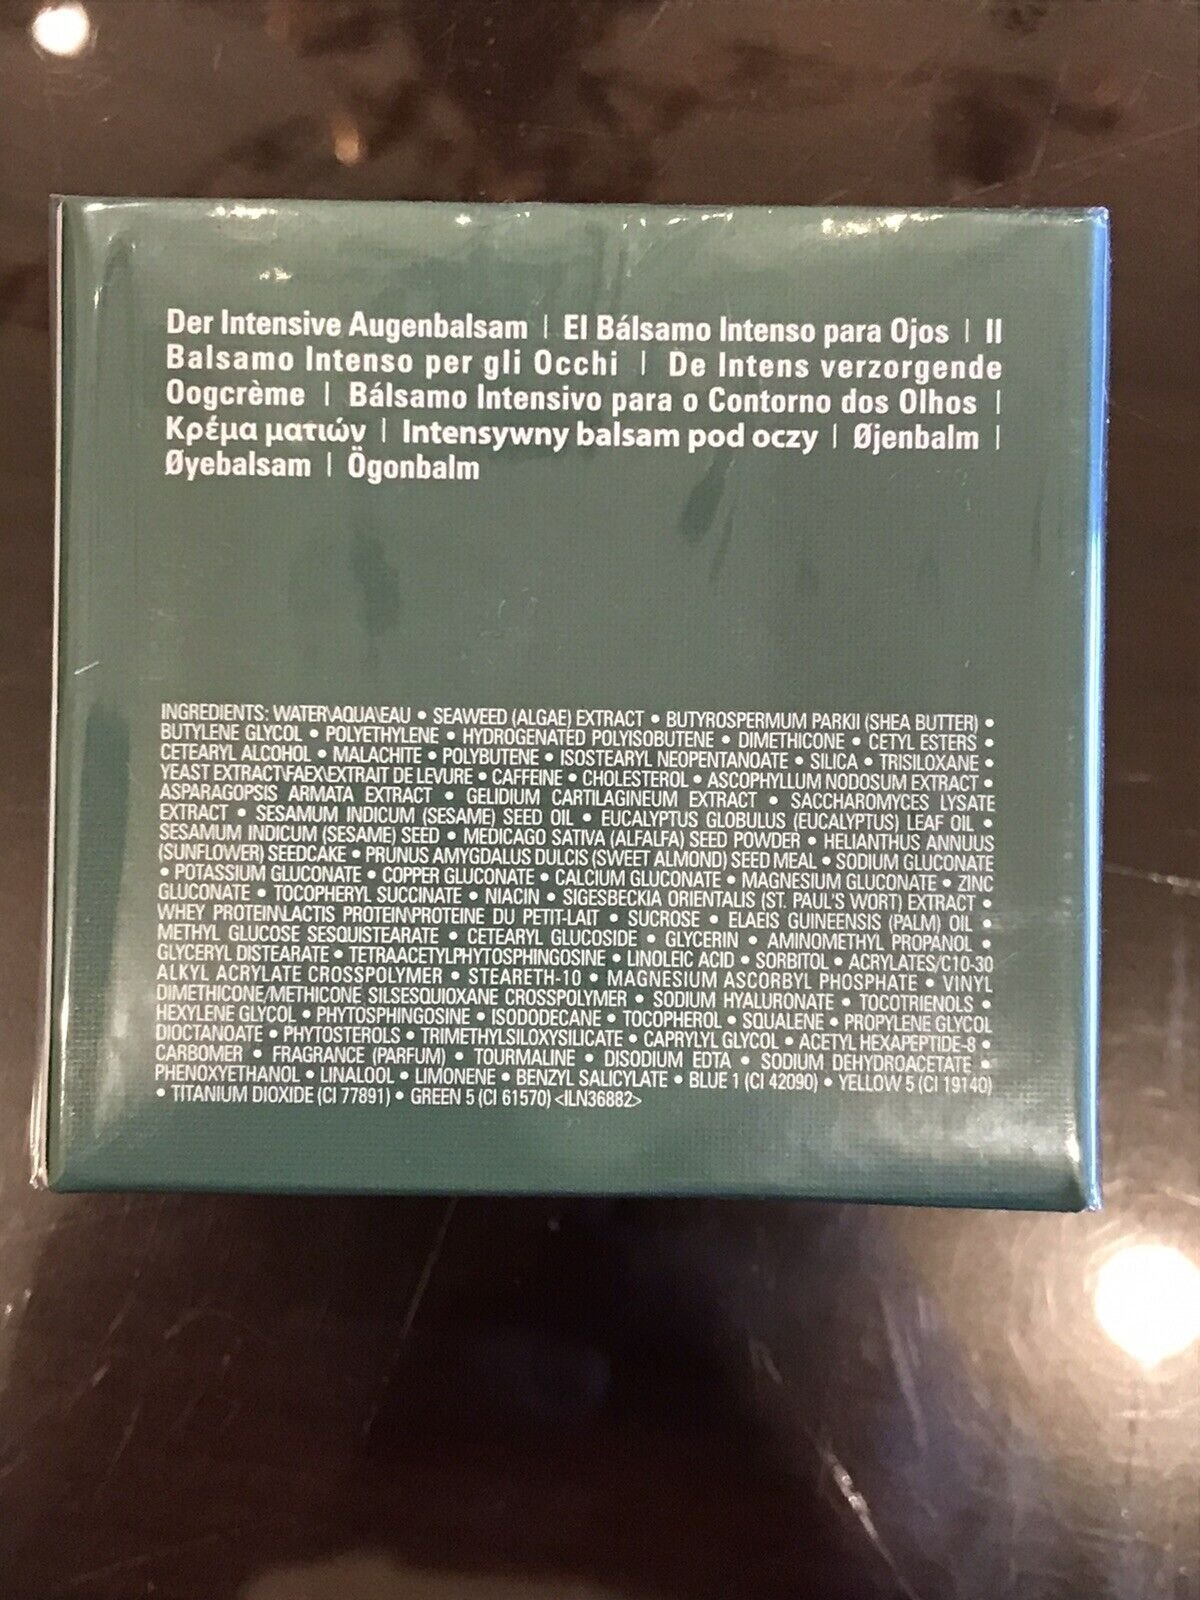 Der Intensive Augenbalsam | El Bálsamo Intenso para Ojos | Il
Balsamo Intenso per gli Occhi | De Intens verzorgende
Oogcrème | Bálsamo Intensivo para o Contorno dos Olhos |
Κρέμα ματιών | Intensywny balsam pod oczy | Øjenbalm |
Øyebalsam | Ögonbalm
INGREDIENTS: WATER\AQUA\EAU • SEAWEED (ALGAE) EXTRACT • BUTYROSPERMUM PARKII (SHEA BUTTER) •
BUTYLENE GLYCOL • POLYETHYLENE • HYDROGENATED POLYISOBUTENE • DIMETHICONE • CETYL ESTERS •
CETEARYL ALCOHOL • MALACHITE • POLYBUTENE • ISOSTEARYL NEOPENTANOATE • SILICA • TRISILOXANE •
YEAST EXTRACT\FAEX\EXTRAIT DE LEVURE • CAFFEINE • CHOLESTEROL • ASCOPHYLLUM NODOSUM EXTRACT •
ASPARAGOPSIS ARMATA EXTRACT • GELIDIUM CARTILAGINEUM EXTRACT • SACCHAROMYCES LYSATE
EXTRACT • SESAMUM INDICUM (SESAME) SEED OIL • EUCALYPTUS GLOBULUS (EUCALYPTUS) LEAF OIL •
SESAMUM INDICUM (SESAME) SEED • MEDICAGO SATIVA (ALFALFA) SEED POWDER • HELIANTHUS ANNUUS
(SUNFLOWER) SEEDCAKE • PRUNUS AMYGDALUS DULCIS (SWEET ALMOND) SEED MEAL • SODIUM GLUCONATE
• POTASSIUM GLUCONATE • COPPER GLUCONATE • CALCIUM GLUCONATE • MAGNESIUM GLUCONATE • ZINC
GLUCONATE • TOCOPHERYL SUCCINATE • NIACIN • SIGESBECKIA ORIENTALIS (ST. PAUL'S WORT) EXTRACT •
WHEY PROTEIN\LACTIS PROTEIN\PROTEINE DU PETIT-LAIT • SUCROSE • ELAEIS GUINEENSIS (PALM) OIL •
METHYL GLUCOSE SESQUISTEARATE • CETEARYL GLUCOSIDE • GLYCERIN • AMINOMETHYL PROPANOL •
GLYCERYL DISTEARATE • TETRAACETYLPHYTOSPHINGOSINE • LINOLEIC ACID • SORBITOL • ACRYLATES/C10-30
ALKYL ACRYLATE CROSSPOLYMER • STEARETH-10 • MAGNESIUM ASCORBYL PHOSPHATE • VINYL
DIMETHICONE/METHICONE SILSESQUIOXANE CROSSPOLYMER • SODIUM HYALURONATE • TOCOTRIENOLS •
HEXYLENE GLYCOL • PHYTOSPHINGOSINE • ISODODECANE • TOCOPHEROL • SQUALENE • PROPYLENE GLYCOL
DIOCTANOATE • PHYTOSTEROLS • TRIMETHYLSILOXYSILICATE • CAPRYLYL GLYCOL • ACETYL HEXAPEPTIDE-8 •
CARBOMER • FRAGRANCE (PARFUM) • TOURMALINE • DISODIUM EDTA • SODIUM DEHYDROACETATE •
PHENOXYETHANOL • LINALOOL • LIMONENE • BENZYL SALICYLATE • BLUE 1 (CI 42090) • YELLOW 5 (CI 19140)
• TITANIUM DIOXIDE (CI 77891) • GREEN 5 (CI 61570) <ILN36882>